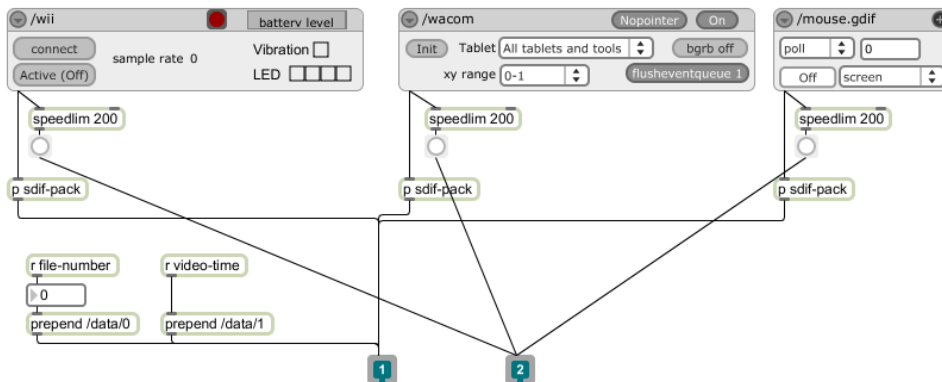 /wii
battery level
connect
sample rate 0
Vibration
Active (Off)
LED
/wacom
Nopointer
On
Init
Tablet
All tablets and tools
bgrb off
xy range
0-1
flusheventqueue 1
/mouse.gdif
poll
0
Off
screen
speedlim 200
speedlim 200
speedlim 200
p sdif-pack
p sdif-pack
p sdif-pack
r file-number
r video-time
0
prepend /data/0
prepend /data/1
1
2